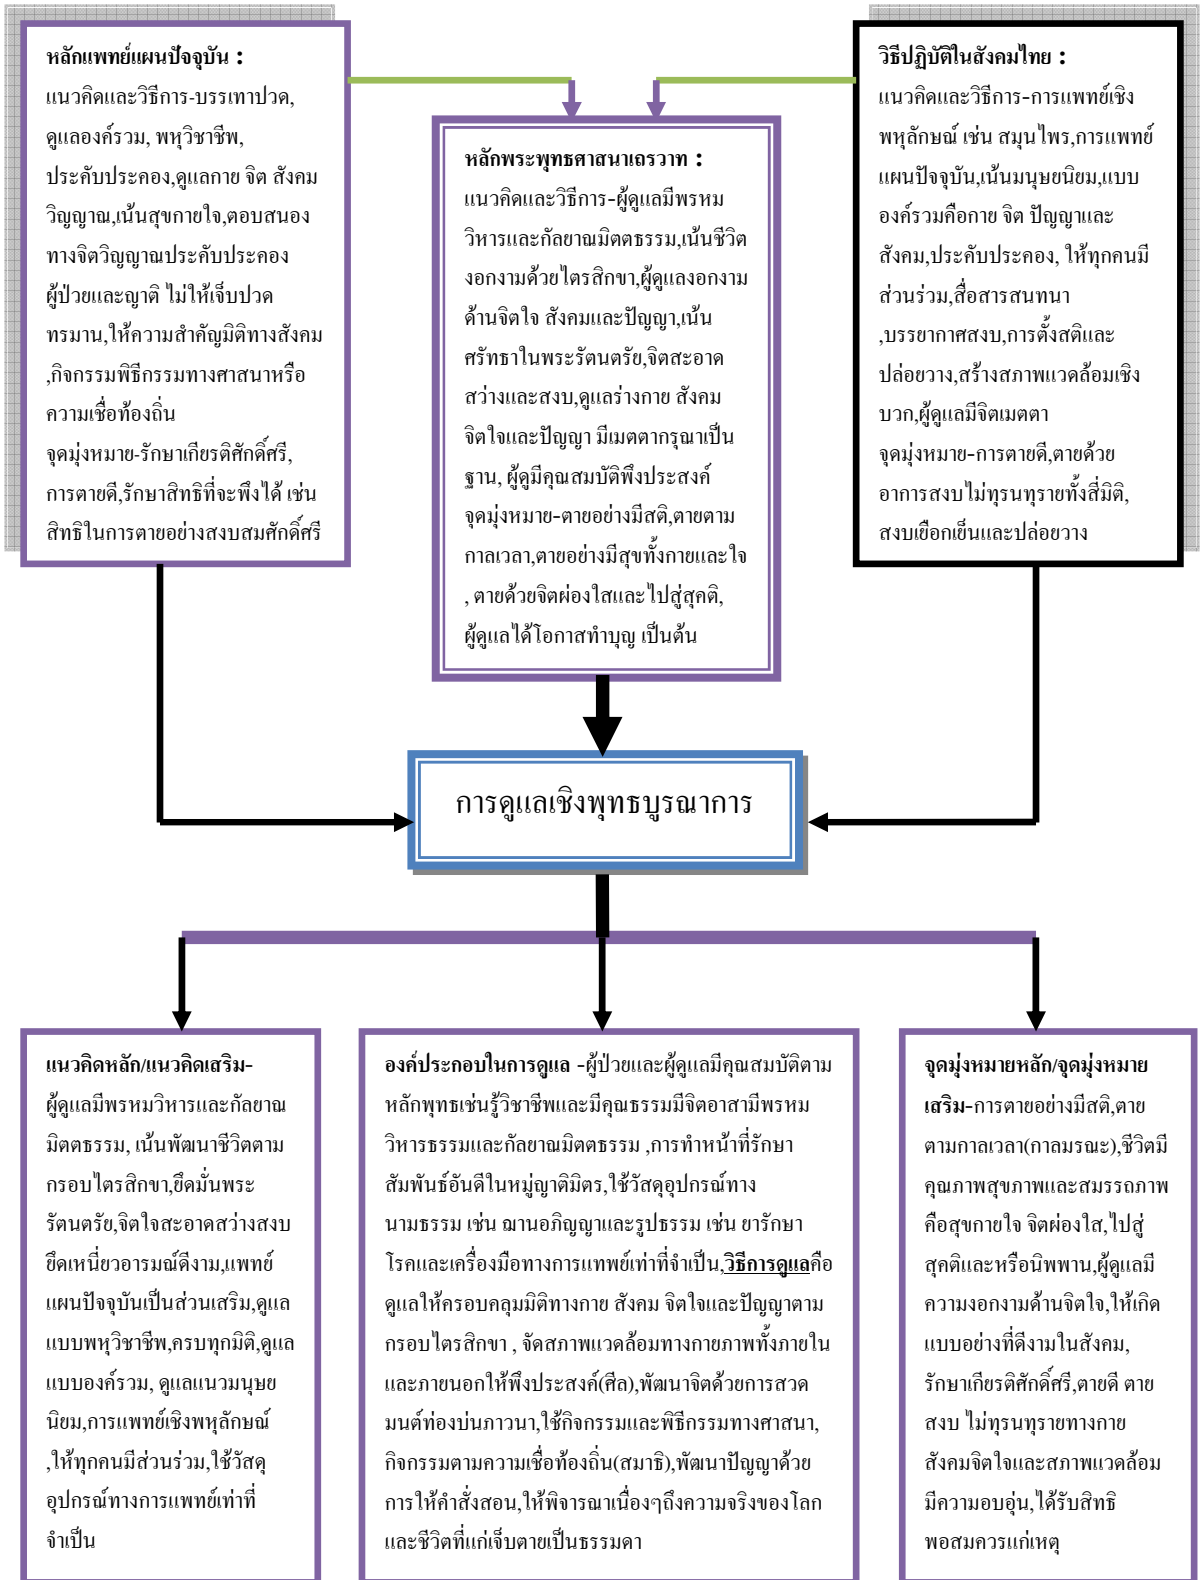 หลักแพทย์แผนปัจจุบัน :
แนวคิดและวิธีการ-บรรเทาปวด,
ดูแลองค์รวม, พหุวิชาชีพ,
ประคับประคอง,ดูแลกาย จิต สังคม
วิญญาณ,เน้นสุขกายใจ,ตอบสนอง
ทางจิตวิญญาณประคับประคอง
ผู้ป่วยและญาติ ไม่ให้เจ็บปวด
ทรมาน,ให้ความสำคัญมิติทางสังคม
,กิจกรรมพิธีกรรมทางศาสนาหรือ
ความเชื่อท้องถิ่น
จุดมุ่งหมาย-รักษาเกียรติศักดิ์ศรี,
การตายดี,รักษาสิทธิที่จะพึงได้ เช่น
สิทธิในการตายอย่างสงบสมศักดิ์ศรี
หลักพระพุทธศาสนาเถรวาท :
แนวคิดและวิธีการ-ผู้ดูแลมีพรหม
วิหารและกัลยาณมิตตธรรม,เน้นชีวิต
งอกงามด้วยไตรสิกขา,ผู้ดูแลงอกงาม
ด้านจิตใจ สังคมและปัญญา,เน้น
ศรัทธาในพระรัตนตรัย,จิตสะอาด
สว่างและสงบ,ดูแลร่างกาย สังคม
จิตใจและปัญญา มีเมตตากรุณาเป็น
ฐาน, ผู้ดูมีคุณสมบัติพึงประสงค์
จุดมุ่งหมาย-ตายอย่างมีสติ,ตายตาม
กาลเวลา,ตายอย่างมีสุขทั้งกายและใจ
, ตายด้วยจิตผ่องใสและไปสู่สุคติ,
ผู้ดูแลได้โอกาสทำบุญ เป็นต้น
วิธีปฏิบัติในสังคมไทย :
แนวคิดและวิธีการ-การแพทย์เชิง
พหุลักษณ์ เช่น สมุนไพร,การแพทย์
แผนปัจจุบัน,เน้นมนุษยนิยม,แบบ
องค์รวมคือกาย จิต ปัญญาและ
สังคม,ประคับประคอง, ให้ทุกคนมี
ส่วนร่วม,สื่อสารสนทนา
,บรรยากาศสงบ,การตั้งสติและ
ปล่อยวาง,สร้างสภาพแวดล้อมเชิง
บวก,ผู้ดูแลมีจิตเมตตา
จุดมุ่งหมาย-การตายดี,ตายด้วย
อาการสงบไม่ทุรนทุรายทั้งสี่มิติ,
สงบเยือกเย็นและปล่อยวาง
การดูแลเชิงพุทธบูรณาการ
แนวคิดหลัก/แนวคิดเสริม-
ผู้ดูแลมีพรหมวิหารและกัลยาณ
มิตตธรรม, เน้นพัฒนาชีวิตตาม
กรอบไตรสิกขา,ยึดมั่นพระ
รัตนตรัย,จิตใจสะอาดสว่างสงบ
ยึดเหนี่ยวอารมณ์ดีงาม,แพทย์
แผนปัจจุบันเป็นส่วนเสริม,ดูแล
แบบพหุวิชาชีพ,ครบทุกมิติ,ดูแล
แบบองค์รวม, ดูแลแนวมนุษย
นิยม,การแพทย์เชิงพหุลักษณ์
,ให้ทุกคนมีส่วนร่วม,ใช้วัสดุ
อุปกรณ์ทางการแพทย์เท่าที่
จำเป็น
องค์ประกอบในการดูแล -ผู้ป่วยและผู้ดูแลมีคุณสมบัติตาม
หลักพุทธเช่นรู้วิชาชีพและมีคุณธรรมมีจิตอาสามีพรหม
วิหารธรรมและกัลยาณมิตตธรรม ,การทำหน้าที่รักษา
สัมพันธ์อันดีในหมู่ญาติมิตร,ใช้วัสดุอุปกรณ์ทาง
นามธรรม เช่น ฌานอภิญญาและรูปธรรม เช่น ยารักษา
โรคและเครื่องมือทางการแทพย์เท่าที่จำเป็น,วิธีการดูแลคือ
ดูแลให้ครอบคลุมมิติทางกาย สังคม จิตใจและปัญญาตาม
กรอบไตรสิกขา , จัดสภาพแวดล้อมทางกายภาพทั้งภายใน
และภายนอกให้พึงประสงค์(ศีล),พัฒนาจิตด้วยการสวด
มนต์ท่องบ่นภาวนา,ใช้กิจกรรมและพิธีกรรมทางศาสนา,
กิจกรรมตามความเชื่อท้องถิ่น(สมาธิ),พัฒนาปัญญาด้วย
การให้คำสั่งสอน,ให้พิจารณาเนื่องๆถึงความจริงของโลก
และชีวิตที่แก่เจ็บตายเป็นธรรมดา
จุดมุ่งหมายหลัก/จุดมุ่งหมาย
เสริม-การตายอย่างมีสติ,ตาย
ตามกาลเวลา(กาลมรณะ),ชีวิตมี
คุณภาพสุขภาพและสมรรถภาพ
คือสุขกายใจ จิตผ่องใส,ไปสู่
สุคติและหรือนิพพาน,ผู้ดูแลมี
ความงอกงามด้านจิตใจ,ให้เกิด
แบบอย่างที่ดีงามในสังคม,
รักษาเกียรติศักดิ์ศรี,ตายดี ตาย
สงบ ไม่ทุรนทุรายทางกาย
สังคมจิตใจและสภาพแวดล้อม
มีความอบอุ่น,ได้รับสิทธิ
พอสมควรแก่เหตุ